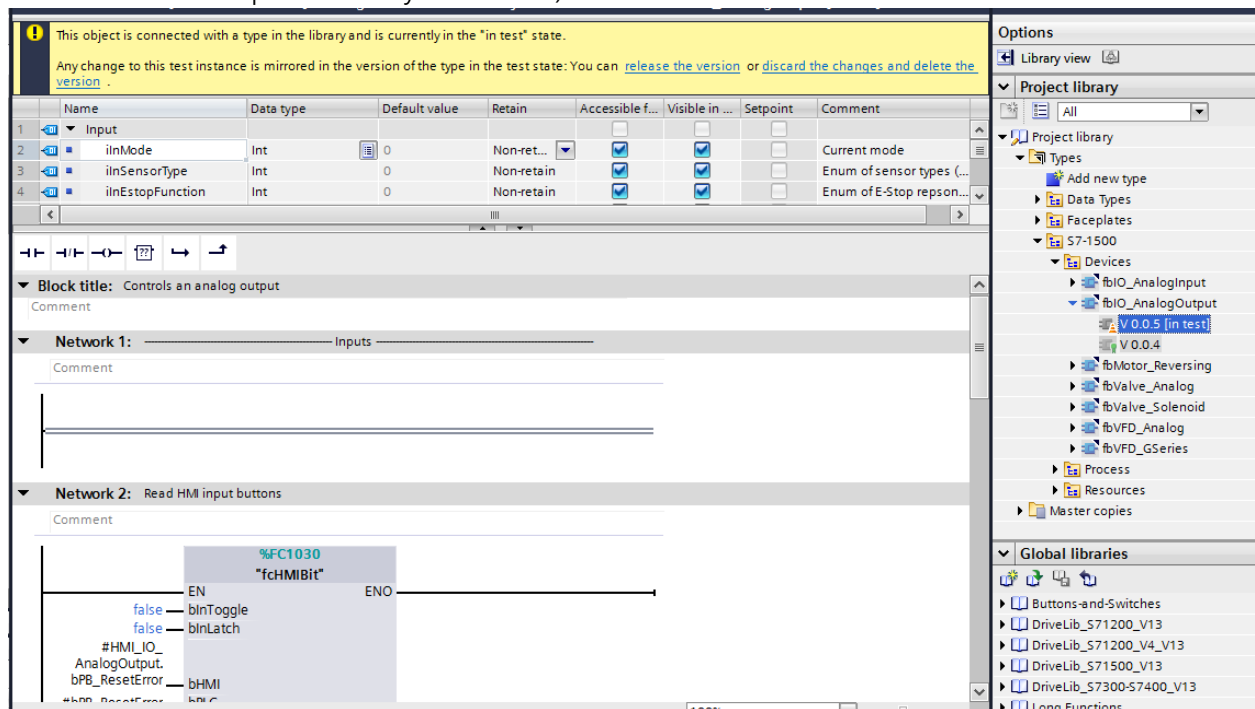 This object is connected with a type in the library and is currently in the "in test" state.
Any change to this test instance is mirrored in the version of the type in the test state: You can release the version or discard the changes and delete the
version .
Name Data type Default value Retain Accessible f... Visible in ... Setpoint Comment
1 Input
2 iInMode Int 0 Non-ret... Current mode
3 iInSensorType Int 0 Non-retain Enum of sensor types (...
4 iInEstopFunction Int 0 Non-retain Enum of E-Stop repson...
??
Block title: Controls an analog output
Comment
Network 1: Inputs
Comment
Network 2: Read HMI input buttons
Comment
%FC1030
"fcHMIBit"
EN ENO
false bInToggle
false bInLatch
#HMI_IO_
AnalogOutput.
bPB_ResetError bHMI
#bPB_ResetError bPLC
100%
Options
Library view
Project library
All
Project library
Types
Add new type
Data Types
Faceplates
S7-1500
Devices
fbIO_AnalogInput
fbIO_AnalogOutput
V 0.0.5 [in test]
V 0.0.4
fbMotor_Reversing
fbValve_Analog
fbValve_Solenoid
fbVFD_Analog
fbVFD_GSeries
Process
Resources
Master copies
Global libraries
Buttons-and-Switches
DriveLib_S71200_V13
DriveLib_S71200_V4_V13
DriveLib_S71500_V13
DriveLib_S7300-S7400_V13
Long Functions